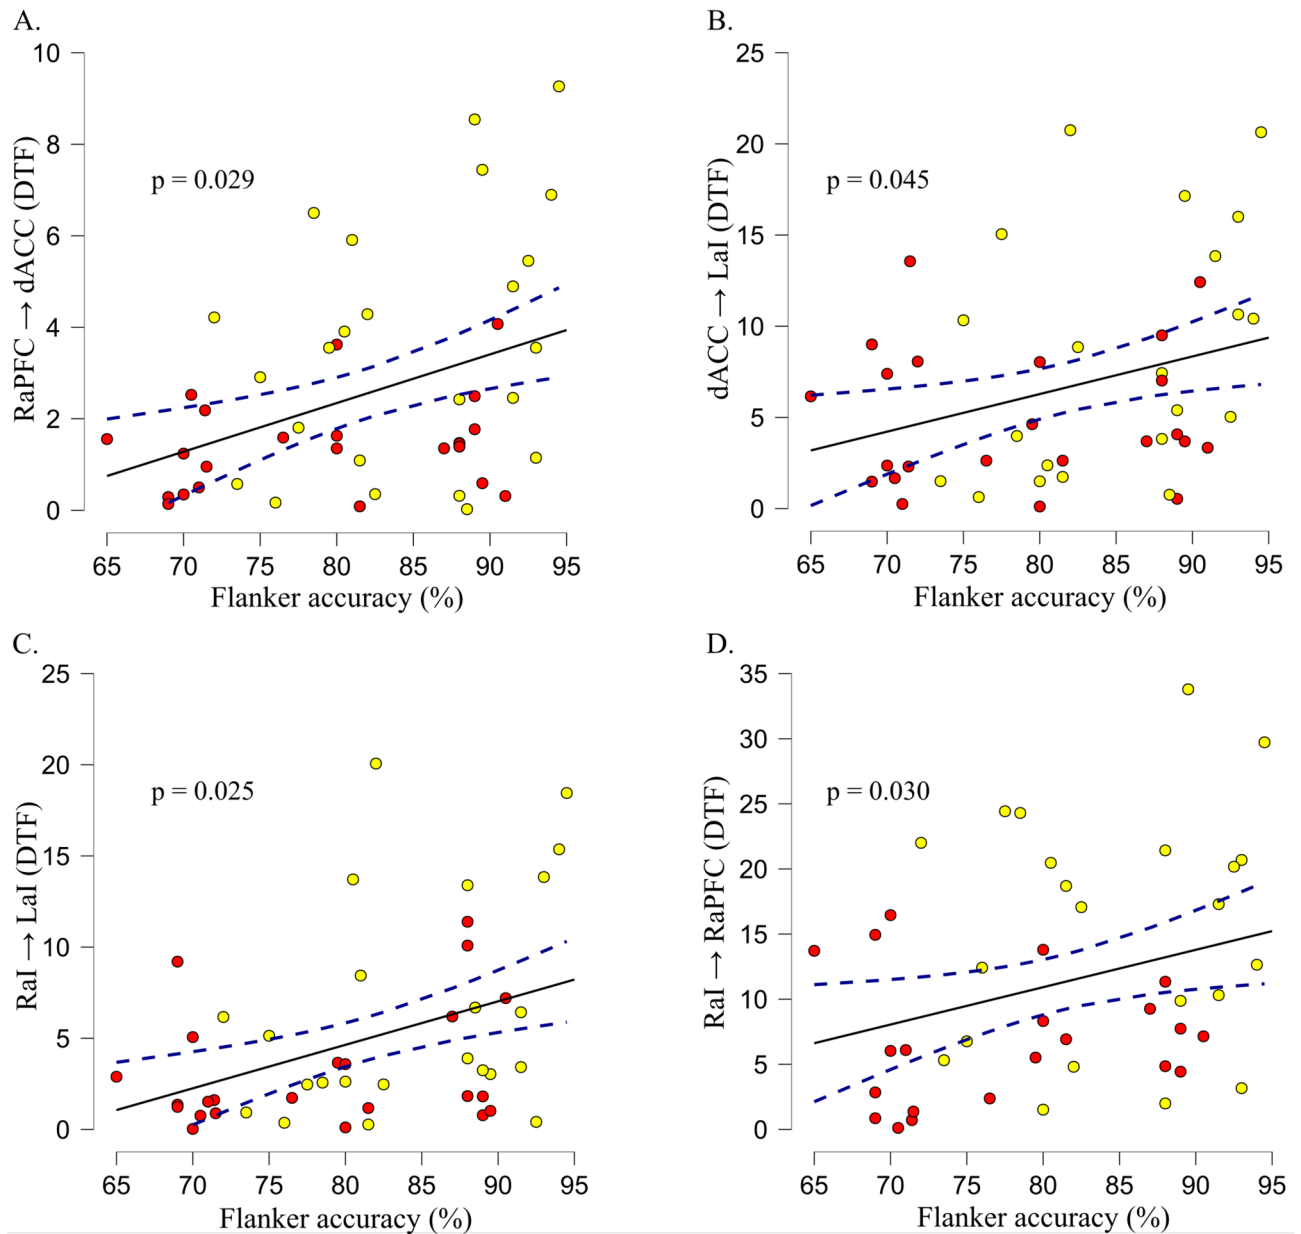 A.
10
8
6
4
2
0
RaPFC → dACC (DTF)
p = 0.029
65 70 75 80 85 90 95
Flanker accuracy (%)
B.
25
20
15
10
5
0
dACC → LaI (DTF)
p = 0.045
65 70 75 80 85 90 95
Flanker accuracy (%)
C.
25
20
15
10
5
0
RaI → LaI (DTF)
p = 0.025
65 70 75 80 85 90 95
Flanker accuracy (%)
D.
35
30
25
20
15
10
5
0
RaI → RaPFC (DTF)
p = 0.030
65 70 75 80 85 90 95
Flanker accuracy (%)